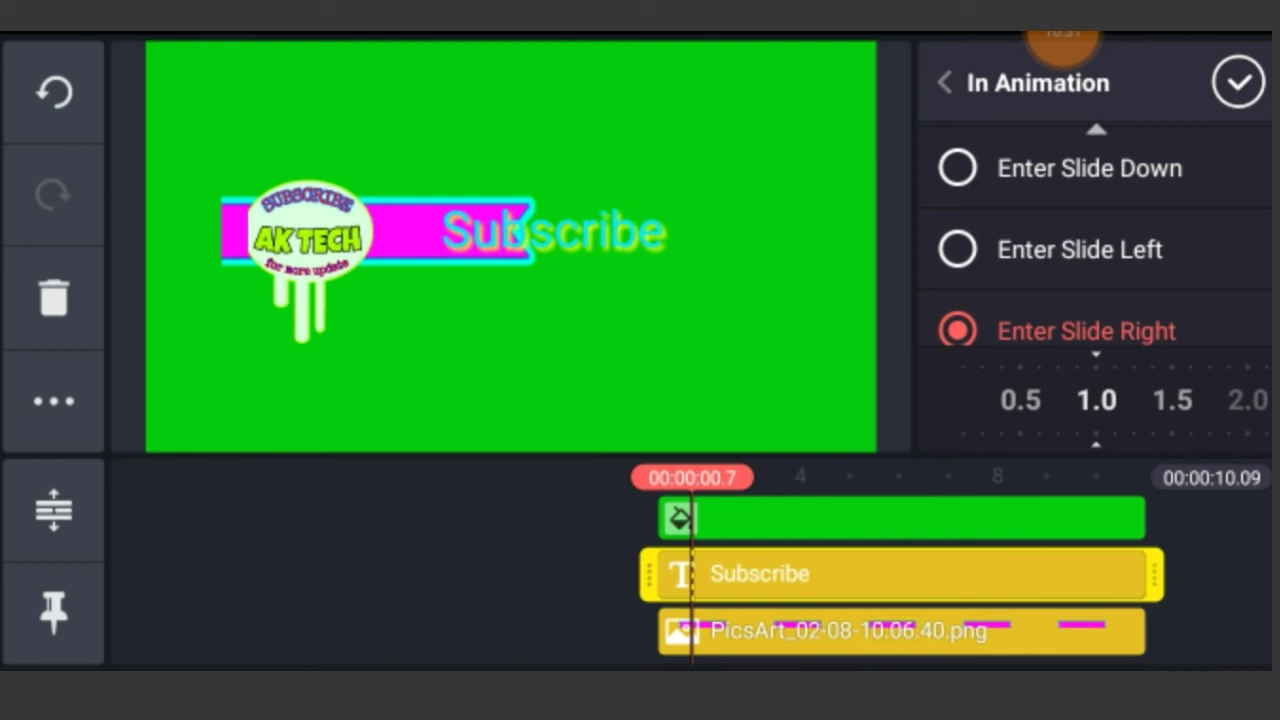 In Animation
Enter Slide Down
Enter Slide Left
Enter Slide Right
0.5 1.0 1.5 2.0
SUBSCRIBE
AK TECH
for more update
Subscribe
00:00:00.7 4 8 00:00:10.09
T Subscribe
PicsArt_02-08-10.06.40.png